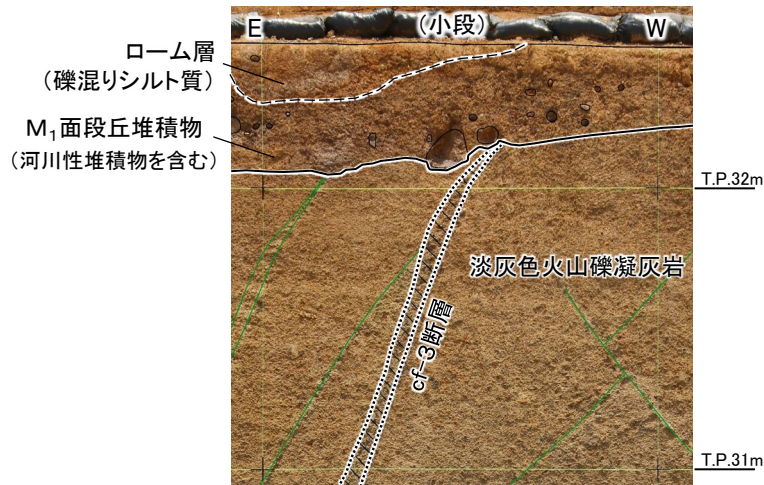 E (小段) W
ローム層
(礫混りシルト質)
M₁面段丘堆積物
(河川性堆積物を含む)
T.P.32m
淡灰色火山礫凝灰岩
cf-3断層
T.P.31m